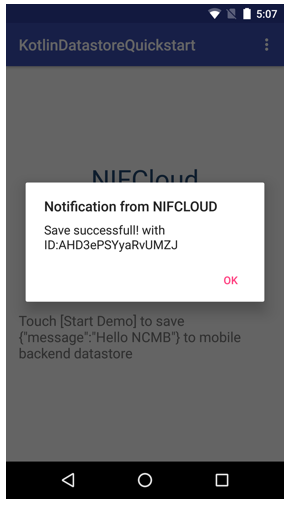 5:07
KotlinDatastoreQuickstart
NIFCloud
Notification from NIFCLOUD
Save successfull! with
ID:AHD3ePSYyaRvUMZJ
OK
Touch [Start Demo] to save
{"message":"Hello NCMB"} to mobile
backend datastore